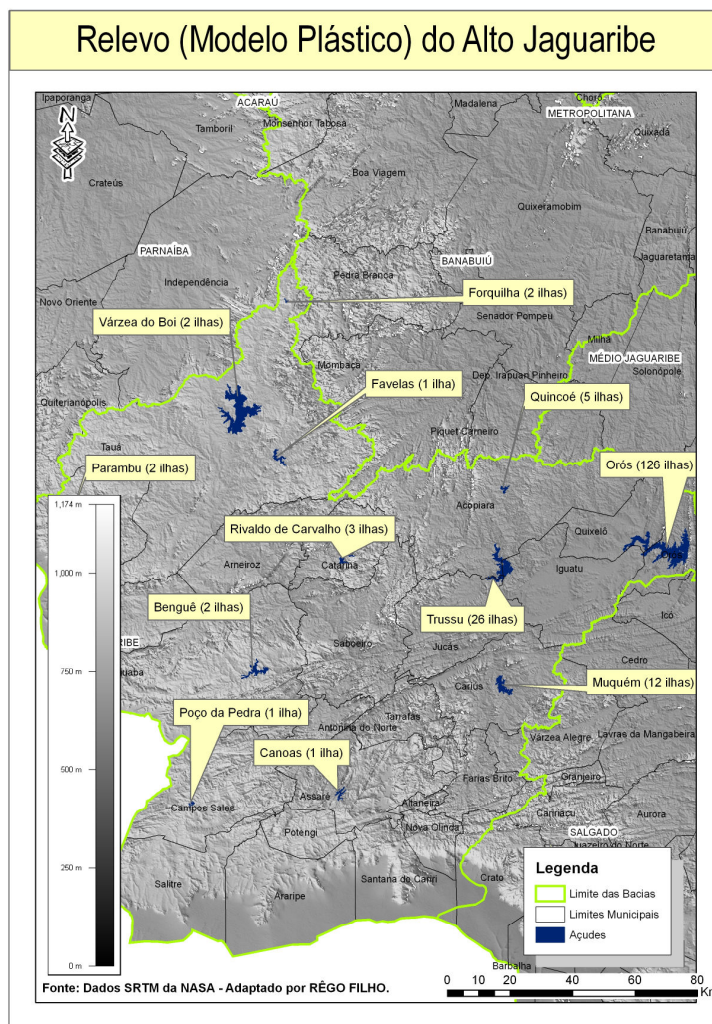 Relevo (Modelo Plástico) do Alto Jaguaribe
Ipaporanga
ACARAÚ
Madalena
Choró
METROPOLITANA
N
Tamboril
Monsenhor Tabosa
Quixadá
Crateús
Boa Viagem
Quixeramobim
Banabuiú
PARNAÍBA
BANABUIÚ
Jaguaretama
Independência
Pedra Branca
Forquilha (2 ilhas)
Novo Oriente
Várzea do Boi (2 ilhas)
Senador Pompeu
Milhã
MÉDIO JAGUARIBE
Mombaça
Solonópole
Favelas (1 ilha)
Dep. Irapuan Pinheiro
Quincoé (5 ilhas)
Quiterianópolis
Piquet Carneiro
Tauá
Parambu (2 ilhas)
Orós (126 ilhas)
1,174 m
Acopiara
Rivaldo de Carvalho (3 ilhas)
Quixelô
Orós
1,000 m
Arneiroz
Catarina
Iguatu
Benguê (2 ilhas)
Trussu (26 ilhas)
Icó
RIBE
Saboeiro
Jucás
Cedro
750 m
uaba
Cariús
Muquém (12 ilhas)
Poço da Pedra (1 ilha)
Tarrafas
Antonina do Norte
Várzea Alegre
Lavras da Mangabeira
Canoas (1 ilha)
500 m
Farias Brito
Granjeiro
Assaré
Altaneira
Campos Sales
Caririaçu
Aurora
Potengi
Nova Olinda
SALGADO
Juazeiro do Norte
250 m
Legenda
Salitre
Santana do Cariri
Crato
Araripe
Limite das Bacias
Limites Municipais
Açudes
0 m
Barbalha
Fonte: Dados SRTM da NASA - Adaptado por RÊGO FILHO.
0 10 20 40 60 80
Km